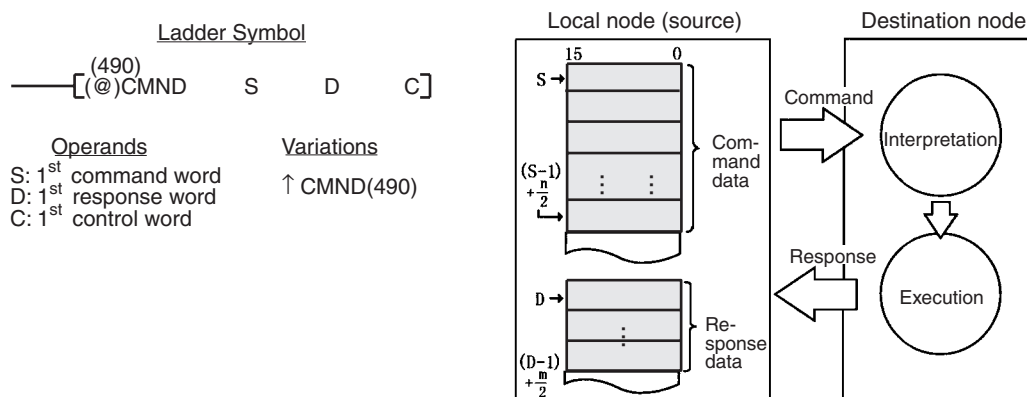 Ladder Symbol
(490)
(@)CMND S D C
Operands
S: 1st command word
D: 1st response word
C: 1st control word
Variations
↑ CMND(490)
Local node (source)
15 0
S →
(S-1)
+ n/2
Com-
mand
data
D →
(D-1)
+ m/2
Re-
sponse
data
Command
Response
Destination node
Interpretation
Execution